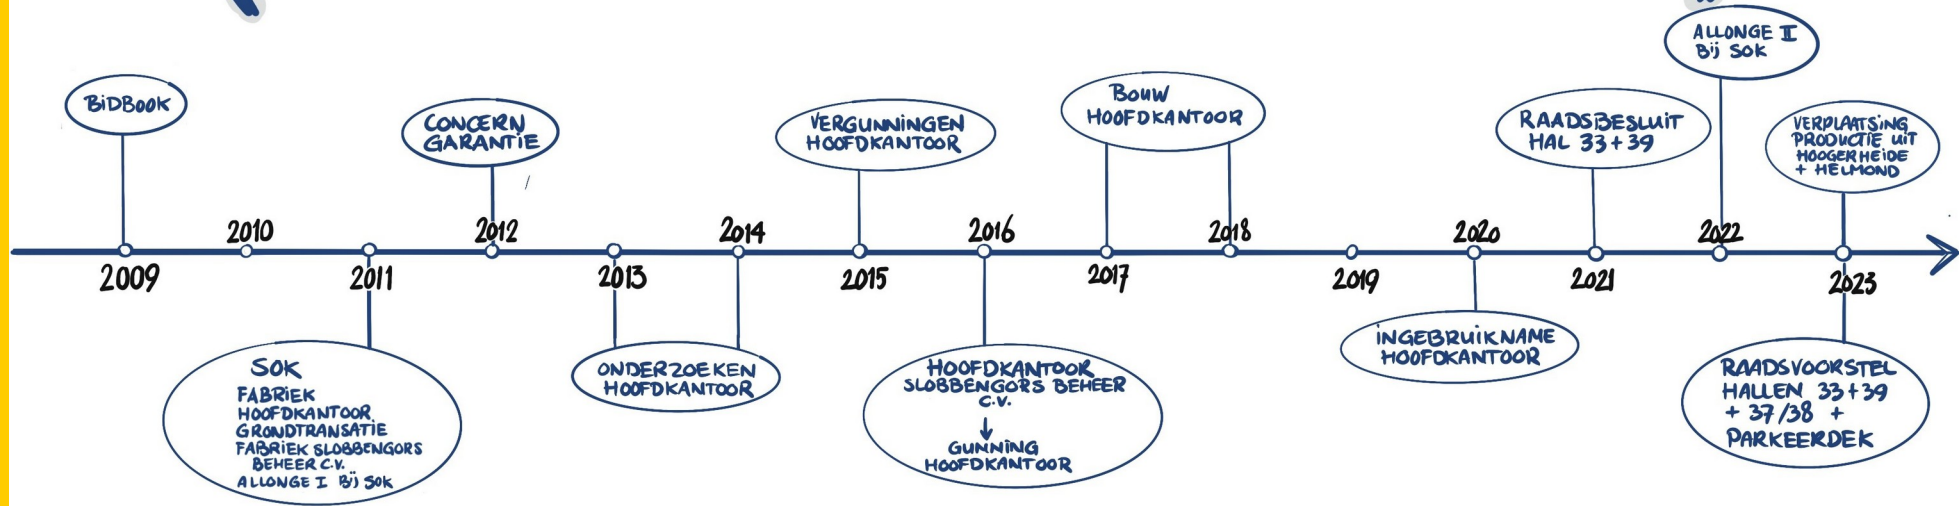 BIDBOOK
2009
2010
2011
SOK
FABRIEK
HOOFDKANTOOR
GRONDTRANSATIE
FABRIEK SLOBBENGORS
BEHEER C.V.
ALLONGE I Bij SOK
CONCERN
GARANTIE
2012
2013
2014
ONDERZOEKEN
HOOFDKANTOOR
VERGUNNINGEN
HOOFDKANTOOR
2015
2016
HOOFDKANTOOR
SLOBBENGORS BEHEER
C.V.
↓
GUNNING
HOOFDKANTOOR
BOUW
HOOFDKANTOOR
2017
2018
2019
2020
INGEBRUIKNAME
HOOFDKANTOOR
RAADSBESLUIT
HAL 33+39
2021
ALLONGE II
Bij SOK
2022
VERPLAATSING
PRODUCTIE UIT
HOOGERHEIDE
+ HELMOND
2023
RAADSVOORSTEL
HALLEN 33+39
+ 37/38 +
PARKEERDEK